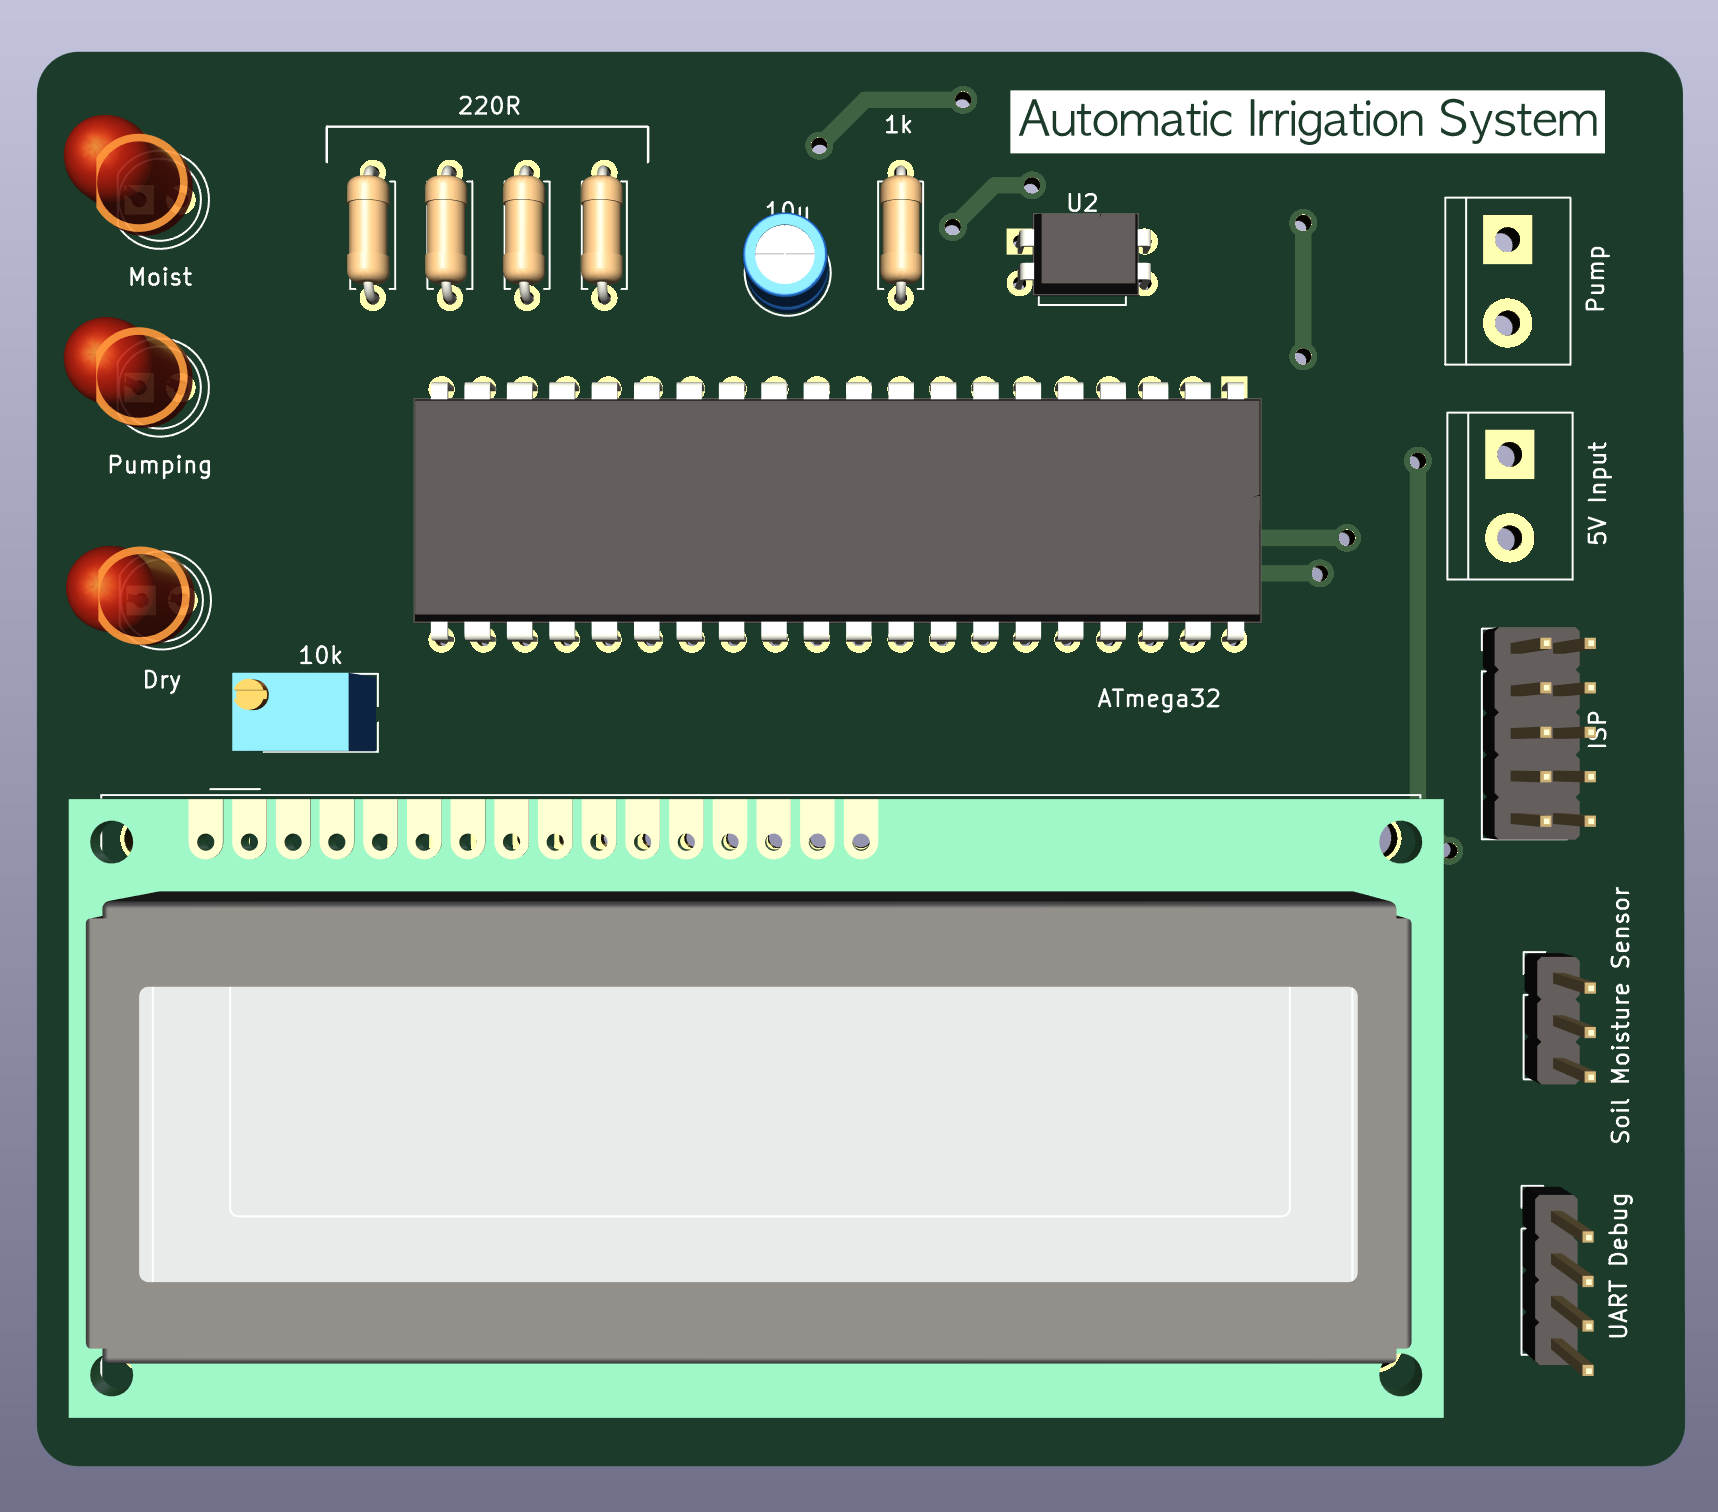 220R
1k
Automatic Irrigation System
10u
U2
Moist
Pump
Pumping
5V Input
10k
Dry
ATmega32
ISP
Soil Moisture Sensor
UART Debug